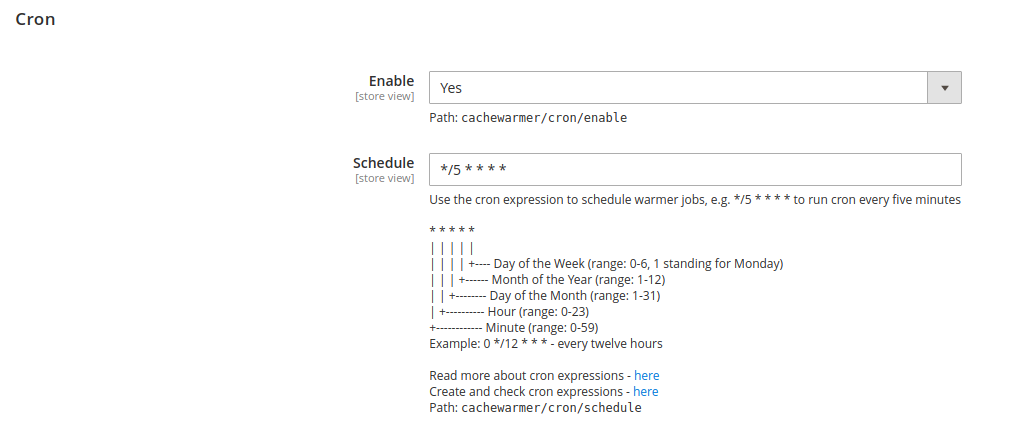 Cron
Enable
[store view]
Yes
Path: cachewarmer/cron/enable
Schedule
[store view]
*/5 * * * *
Use the cron expression to schedule warmer jobs, e.g. */5 * * * * to run cron every five minutes
* * * * *
| | | | |
| | | | +---- Day of the Week (range: 0-6, 1 standing for Monday)
| | | +------ Month of the Year (range: 1-12)
| | +-------- Day of the Month (range: 1-31)
| +---------- Hour (range: 0-23)
+------------ Minute (range: 0-59)
Example: 0 */12 * * * - every twelve hours
Read more about cron expressions - here
Create and check cron expressions - here
Path: cachewarmer/cron/schedule